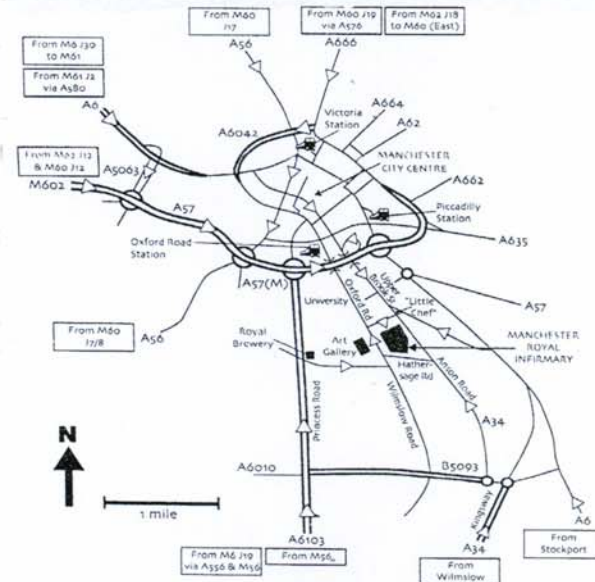 From M60
J17
From M60 J19
via A576
From M62 J18
to M60 (East)
From M6 J30
to M61
From M61 J2
via A580
A56
A666
A6
Victoria
Station
A664
A62
A6042
From M62 J12
& M60 J12
A5063
M602
MANCHESTER
CITY CENTRE
A662
A57
Piccadilly
Station
Oxford Road
Station
A635
A57(M)
Upper
Brook St.
Oxford Rd
University
"Little
Chef"
A57
From M60
J7/8
A56
Royal
Brewery
Art
Gallery
MANCHESTER
ROYAL
INFIRMARY
Hather-
sage Rd
Princess Road
Wilmslow Road
Anson Road
A34
N
A6010
B5093
Kingsway
1 mile
A6103
A34
A6
From M6 J19
via A556 & M56
From M56
From
Wilmslow
From
Stockport